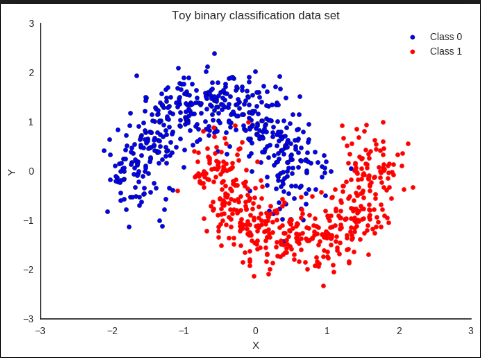 Toy binary classification data set
Class 0
Class 1
3
2
1
0
−1
−2
−3
Y
−3 −2 −1 0 1 2 3
X